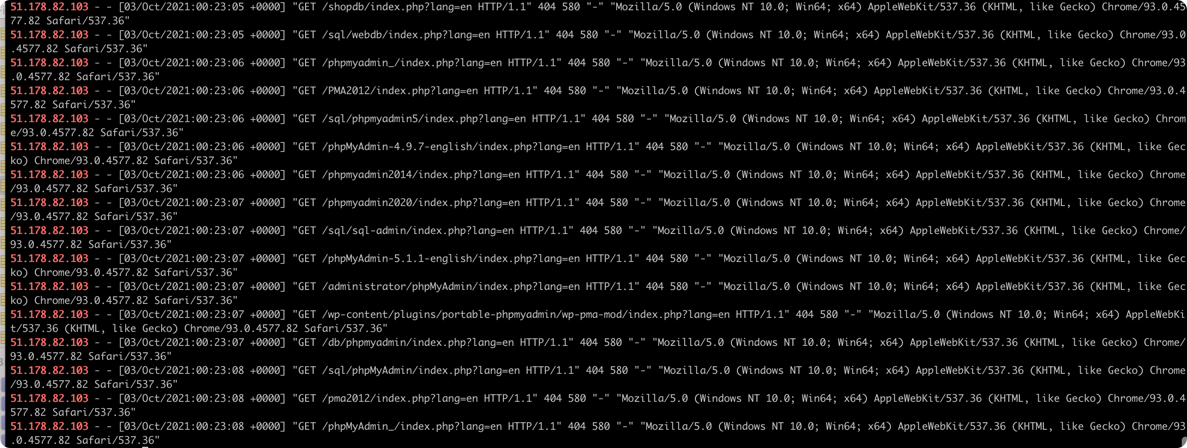 51.178.82.103 - - [03/Oct/2021:00:23:05 +0000] "GET /shopdb/index.php?lang=en HTTP/1.1" 404 580 "-" "Mozilla/5.0 (Windows NT 10.0; Win64; x64) AppleWebKit/537.36 (KHTML, like Gecko) Chrome/93.0.45
77.82 Safari/537.36"
51.178.82.103 - - [03/Oct/2021:00:23:05 +0000] "GET /sql/webdb/index.php?lang=en HTTP/1.1" 404 580 "-" "Mozilla/5.0 (Windows NT 10.0; Win64; x64) AppleWebKit/537.36 (KHTML, like Gecko) Chrome/93.0
.4577.82 Safari/537.36"
51.178.82.103 - - [03/Oct/2021:00:23:06 +0000] "GET /phpmyadmin_/index.php?lang=en HTTP/1.1" 404 580 "-" "Mozilla/5.0 (Windows NT 10.0; Win64; x64) AppleWebKit/537.36 (KHTML, like Gecko) Chrome/93
.0.4577.82 Safari/537.36"
51.178.82.103 - - [03/Oct/2021:00:23:06 +0000] "GET /PMA2012/index.php?lang=en HTTP/1.1" 404 580 "-" "Mozilla/5.0 (Windows NT 10.0; Win64; x64) AppleWebKit/537.36 (KHTML, like Gecko) Chrome/93.0.4
577.82 Safari/537.36"
51.178.82.103 - - [03/Oct/2021:00:23:06 +0000] "GET /sql/phpmyadmin5/index.php?lang=en HTTP/1.1" 404 580 "-" "Mozilla/5.0 (Windows NT 10.0; Win64; x64) AppleWebKit/537.36 (KHTML, like Gecko) Chrom
e/93.0.4577.82 Safari/537.36"
51.178.82.103 - - [03/Oct/2021:00:23:06 +0000] "GET /phpMyAdmin-4.9.7-english/index.php?lang=en HTTP/1.1" 404 580 "-" "Mozilla/5.0 (Windows NT 10.0; Win64; x64) AppleWebKit/537.36 (KHTML, like Gec
ko) Chrome/93.0.4577.82 Safari/537.36"
51.178.82.103 - - [03/Oct/2021:00:23:06 +0000] "GET /phpmyadmin2014/index.php?lang=en HTTP/1.1" 404 580 "-" "Mozilla/5.0 (Windows NT 10.0; Win64; x64) AppleWebKit/537.36 (KHTML, like Gecko) Chrome
/93.0.4577.82 Safari/537.36"
51.178.82.103 - - [03/Oct/2021:00:23:07 +0000] "GET /phpmyadmin2020/index.php?lang=en HTTP/1.1" 404 580 "-" "Mozilla/5.0 (Windows NT 10.0; Win64; x64) AppleWebKit/537.36 (KHTML, like Gecko) Chrome
/93.0.4577.82 Safari/537.36"
51.178.82.103 - - [03/Oct/2021:00:23:07 +0000] "GET /sql/sql-admin/index.php?lang=en HTTP/1.1" 404 580 "-" "Mozilla/5.0 (Windows NT 10.0; Win64; x64) AppleWebKit/537.36 (KHTML, like Gecko) Chrome/
93.0.4577.82 Safari/537.36"
51.178.82.103 - - [03/Oct/2021:00:23:07 +0000] "GET /phpMyAdmin-5.1.1-english/index.php?lang=en HTTP/1.1" 404 580 "-" "Mozilla/5.0 (Windows NT 10.0; Win64; x64) AppleWebKit/537.36 (KHTML, like Gec
ko) Chrome/93.0.4577.82 Safari/537.36"
51.178.82.103 - - [03/Oct/2021:00:23:07 +0000] "GET /administrator/phpMyAdmin/index.php?lang=en HTTP/1.1" 404 580 "-" "Mozilla/5.0 (Windows NT 10.0; Win64; x64) AppleWebKit/537.36 (KHTML, like Gec
ko) Chrome/93.0.4577.82 Safari/537.36"
51.178.82.103 - - [03/Oct/2021:00:23:07 +0000] "GET /wp-content/plugins/portable-phpmyadmin/wp-pma-mod/index.php?lang=en HTTP/1.1" 404 580 "-" "Mozilla/5.0 (Windows NT 10.0; Win64; x64) AppleWebKi
t/537.36 (KHTML, like Gecko) Chrome/93.0.4577.82 Safari/537.36"
51.178.82.103 - - [03/Oct/2021:00:23:07 +0000] "GET /db/phpmyadmin/index.php?lang=en HTTP/1.1" 404 580 "-" "Mozilla/5.0 (Windows NT 10.0; Win64; x64) AppleWebKit/537.36 (KHTML, like Gecko) Chrome/
93.0.4577.82 Safari/537.36"
51.178.82.103 - - [03/Oct/2021:00:23:08 +0000] "GET /sql/phpMyAdmin/index.php?lang=en HTTP/1.1" 404 580 "-" "Mozilla/5.0 (Windows NT 10.0; Win64; x64) AppleWebKit/537.36 (KHTML, like Gecko) Chrome
/93.0.4577.82 Safari/537.36"
51.178.82.103 - - [03/Oct/2021:00:23:08 +0000] "GET /pma2012/index.php?lang=en HTTP/1.1" 404 580 "-" "Mozilla/5.0 (Windows NT 10.0; Win64; x64) AppleWebKit/537.36 (KHTML, like Gecko) Chrome/93.0.4
577.82 Safari/537.36"
51.178.82.103 - - [03/Oct/2021:00:23:08 +0000] "GET /phpMyAdmin_/index.php?lang=en HTTP/1.1" 404 580 "-" "Mozilla/5.0 (Windows NT 10.0; Win64; x64) AppleWebKit/537.36 (KHTML, like Gecko) Chrome/93
.0.4577.82 Safari/537.36"